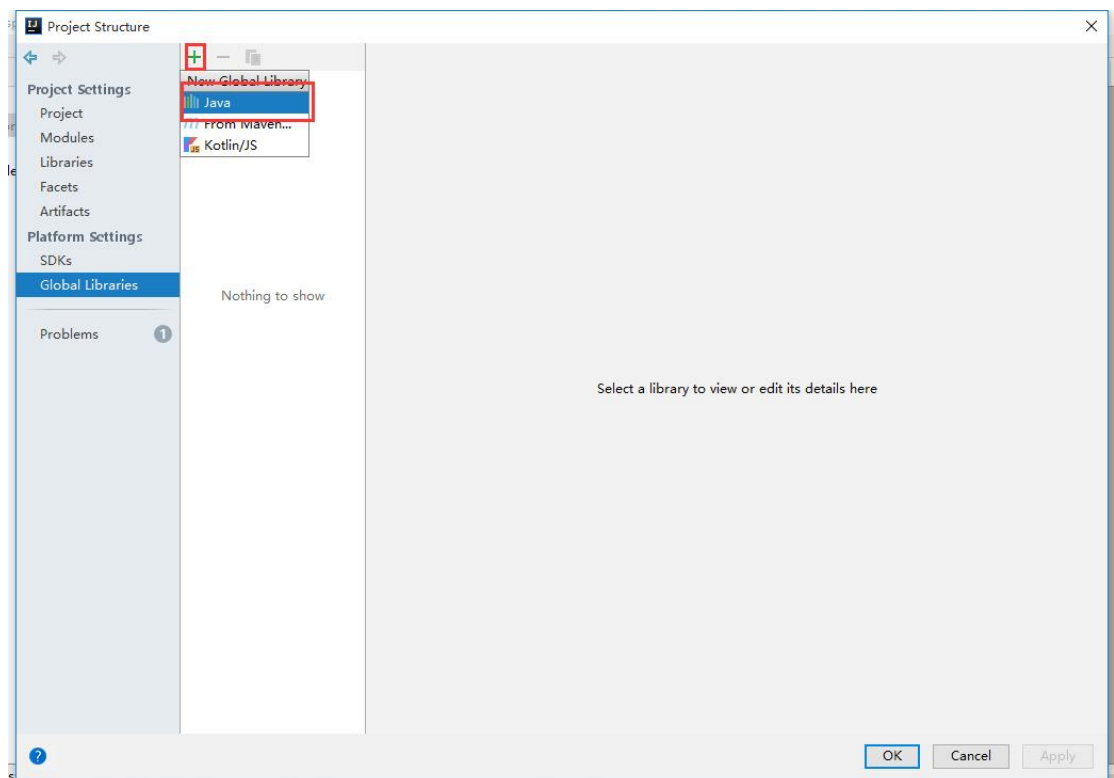 Project Structure
Project Settings
Project
Modules
Libraries
Facets
Artifacts
Platform Settings
SDKs
Global Libraries
Problems
1
New Global Library
Java
From Maven...
Kotlin/JS
Nothing to show
Select a library to view or edit its details here
OK
Cancel
Apply